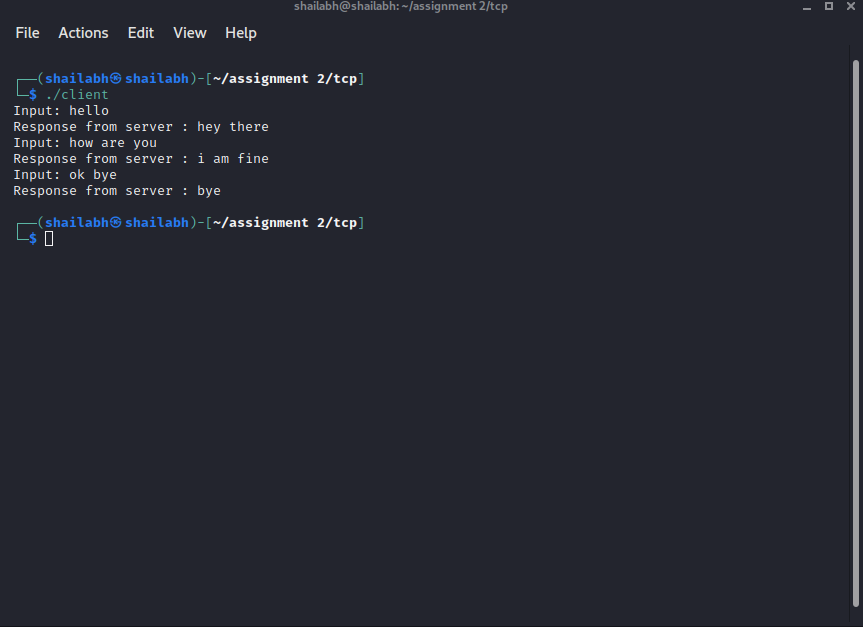 shailabh@shailabh: ~/assignment 2/tcp
File Actions Edit View Help
┌──(shailabh㉿shailabh)-[~/assignment 2/tcp]
└─$ ./client
Input: hello
Response from server : hey there
Input: how are you
Response from server : i am fine
Input: ok bye
Response from server : bye
┌──(shailabh㉿shailabh)-[~/assignment 2/tcp]
└─$